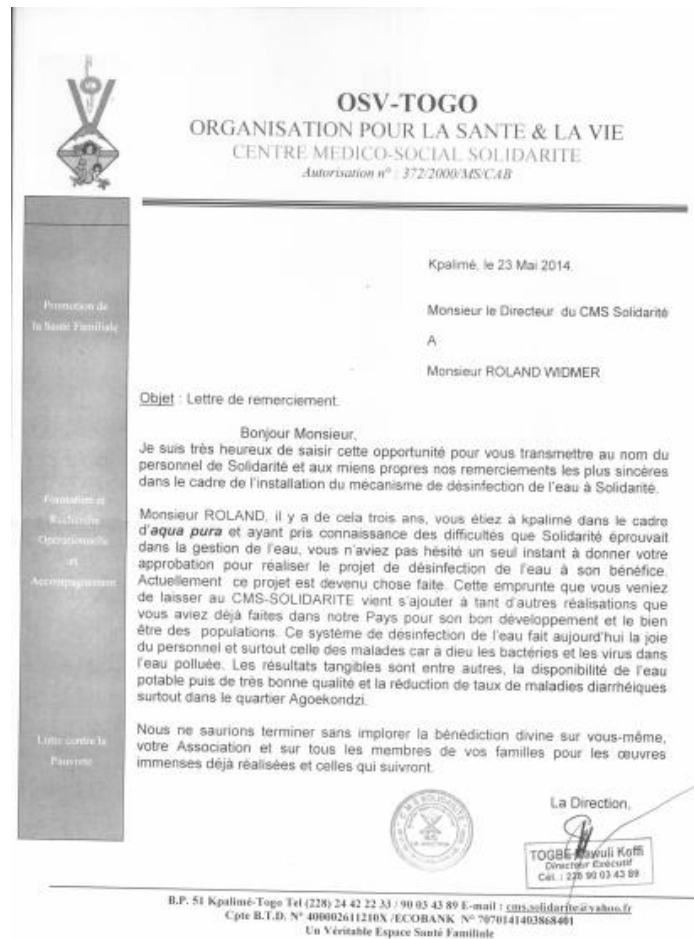 OSV-TOGO
ORGANISATION POUR LA SANTE & LA VIE
CENTRE MEDICO-SOCIAL SOLIDARITE
Autorisation n° : 372/2000/MS/CAB
Promotion de
la Santé Familiale
Formation et
Recherche
Opérationnelle
et
Accompagnement
Lutte contre la
Pauvreté
Kpalimé, le 23 Mai 2014.
Monsieur le Directeur du CMS Solidarité
A
Monsieur ROLAND WIDMER
Objet : Lettre de remerciement.
Bonjour Monsieur,
Je suis très heureux de saisir cette opportunité pour vous transmettre au nom du
personnel de Solidarité et aux miens propres nos remerciements les plus sincères
dans le cadre de l'installation du mécanisme de désinfection de l'eau à Solidarité.
Monsieur ROLAND, il y a de cela trois ans, vous étiez à kpalimé dans le cadre
d'aqua pura et ayant pris connaissance des difficultés que Solidarité éprouvait
dans la gestion de l'eau, vous n'aviez pas hésité un seul instant à donner votre
approbation pour réaliser le projet de désinfection de l'eau à son bénéfice.
Actuellement ce projet est devenu chose faite. Cette emprunte que vous veniez
de laisser au CMS-SOLIDARITE vient s'ajouter à tant d'autres réalisations que
vous aviez déjà faites dans notre Pays pour son bon développement et le bien
être des populations. Ce système de désinfection de l'eau fait aujourd'hui la joie
du personnel et surtout celle des malades car à dieu les bactéries et les virus dans
l'eau polluée. Les résultats tangibles sont entre autres, la disponibilité de l'eau
potable puis de très bonne qualité et la réduction de taux de maladies diarrhéiques
surtout dans le quartier Agoekondzi.
Nous ne saurions terminer sans implorer la bénédiction divine sur vous-même,
votre Association et sur tous les membres de vos familles pour les œuvres
immenses déjà réalisées et celles qui suivront.
La Direction,
TOGBE Kawuli Koffi
Directeur Exécutif
Cél. : 228 90 03 43 89
B.P. 51 Kpalimé-Togo Tel (228) 24 42 22 33 / 90 03 43 89 E-mail : cms.solidarite@yahoo.fr
Cpte B.T.D. N° 400002611210X /ECOBANK N° 7070141403868401
Un Véritable Espace Santé Familiale